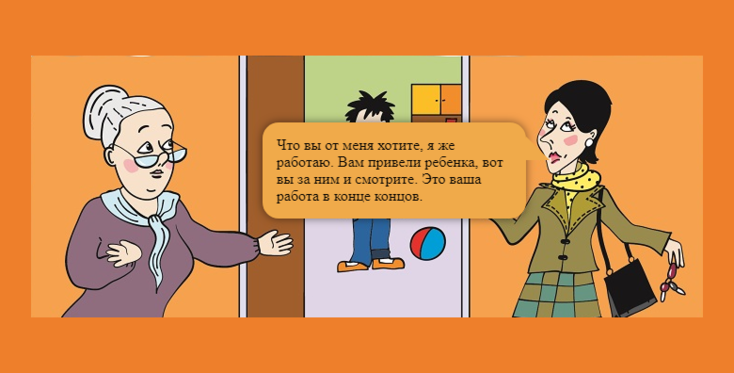 Что вы от меня хотите, я же
работаю. Вам привели ребенка, вот
вы за ним и смотрите. Это ваша
работа в конце концов.